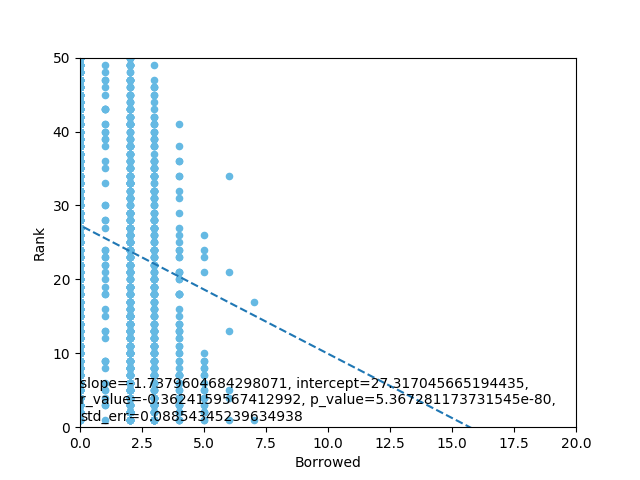 50
40
30
20
10
0
Rank
slope=-1.7379604684298071, intercept=27.317045665194435,
r_value=-0.3624159567412992, p_value=5.367281173731545e-80,
std_err=0.08854345239634938
0.0 2.5 5.0 7.5 10.0 12.5 15.0 17.5 20.0
Borrowed